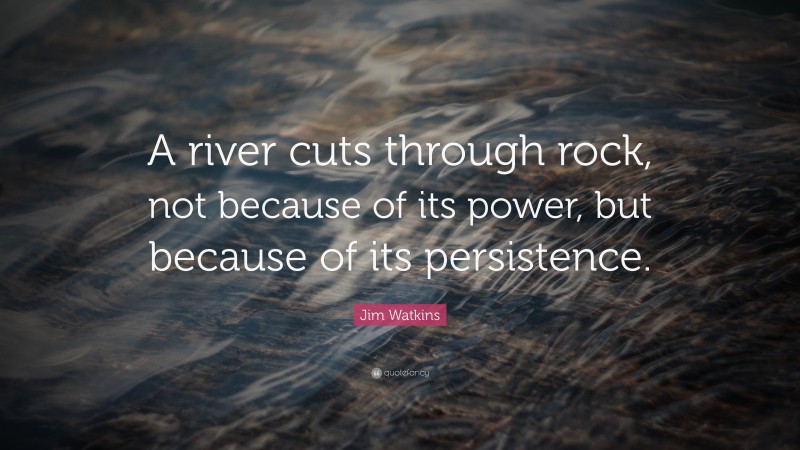 A river cuts through rock,
not because of its power, but
because of its persistence.
Jim Watkins
quotefancy